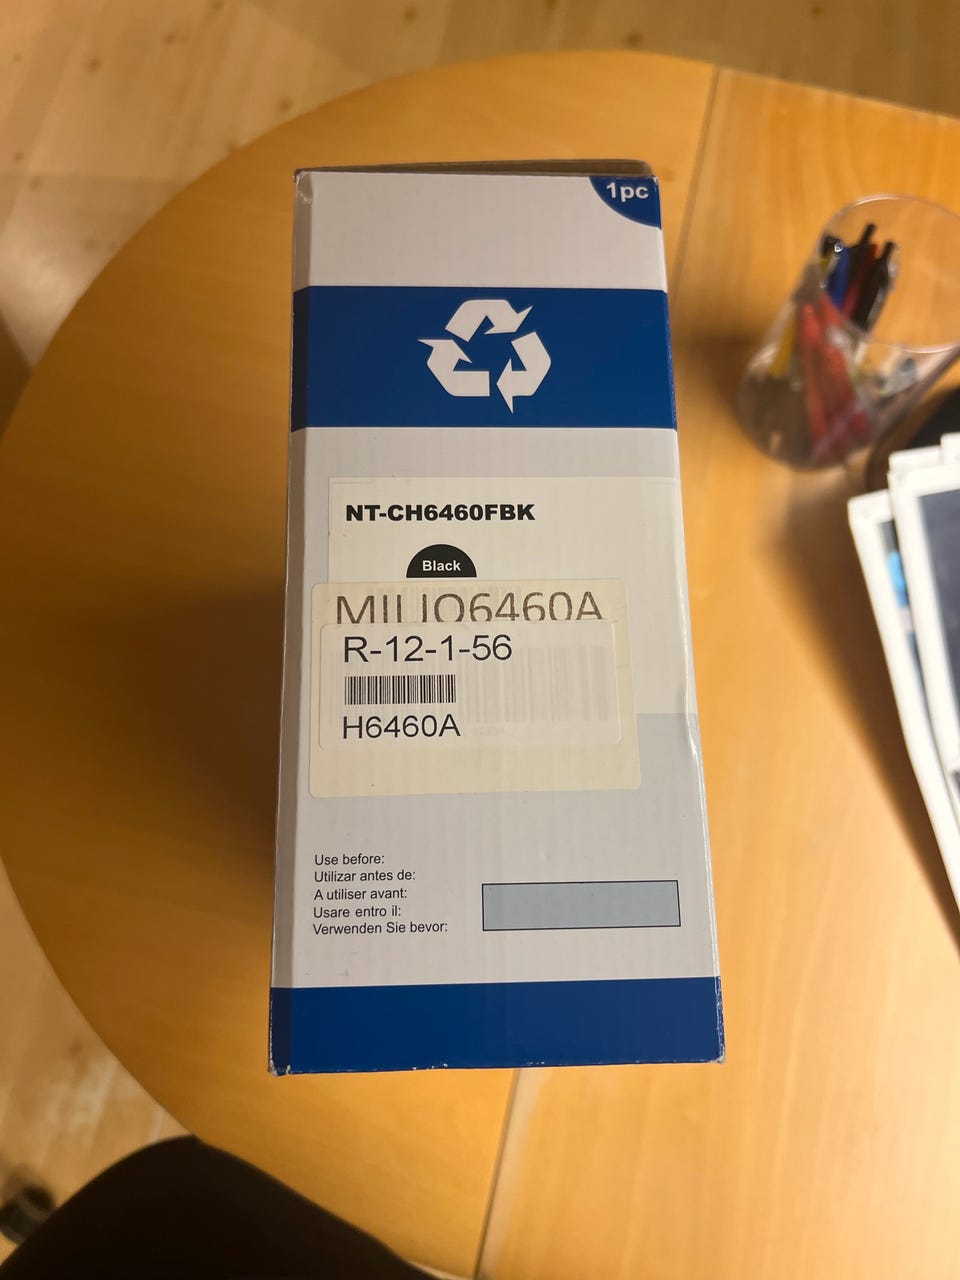 1pc
NT-CH6460FBK
Black
R-12-1-56
H6460A
Use before:
Utilizar antes de:
A utiliser avant:
Usare entro il:
Verwenden Sie bevor: